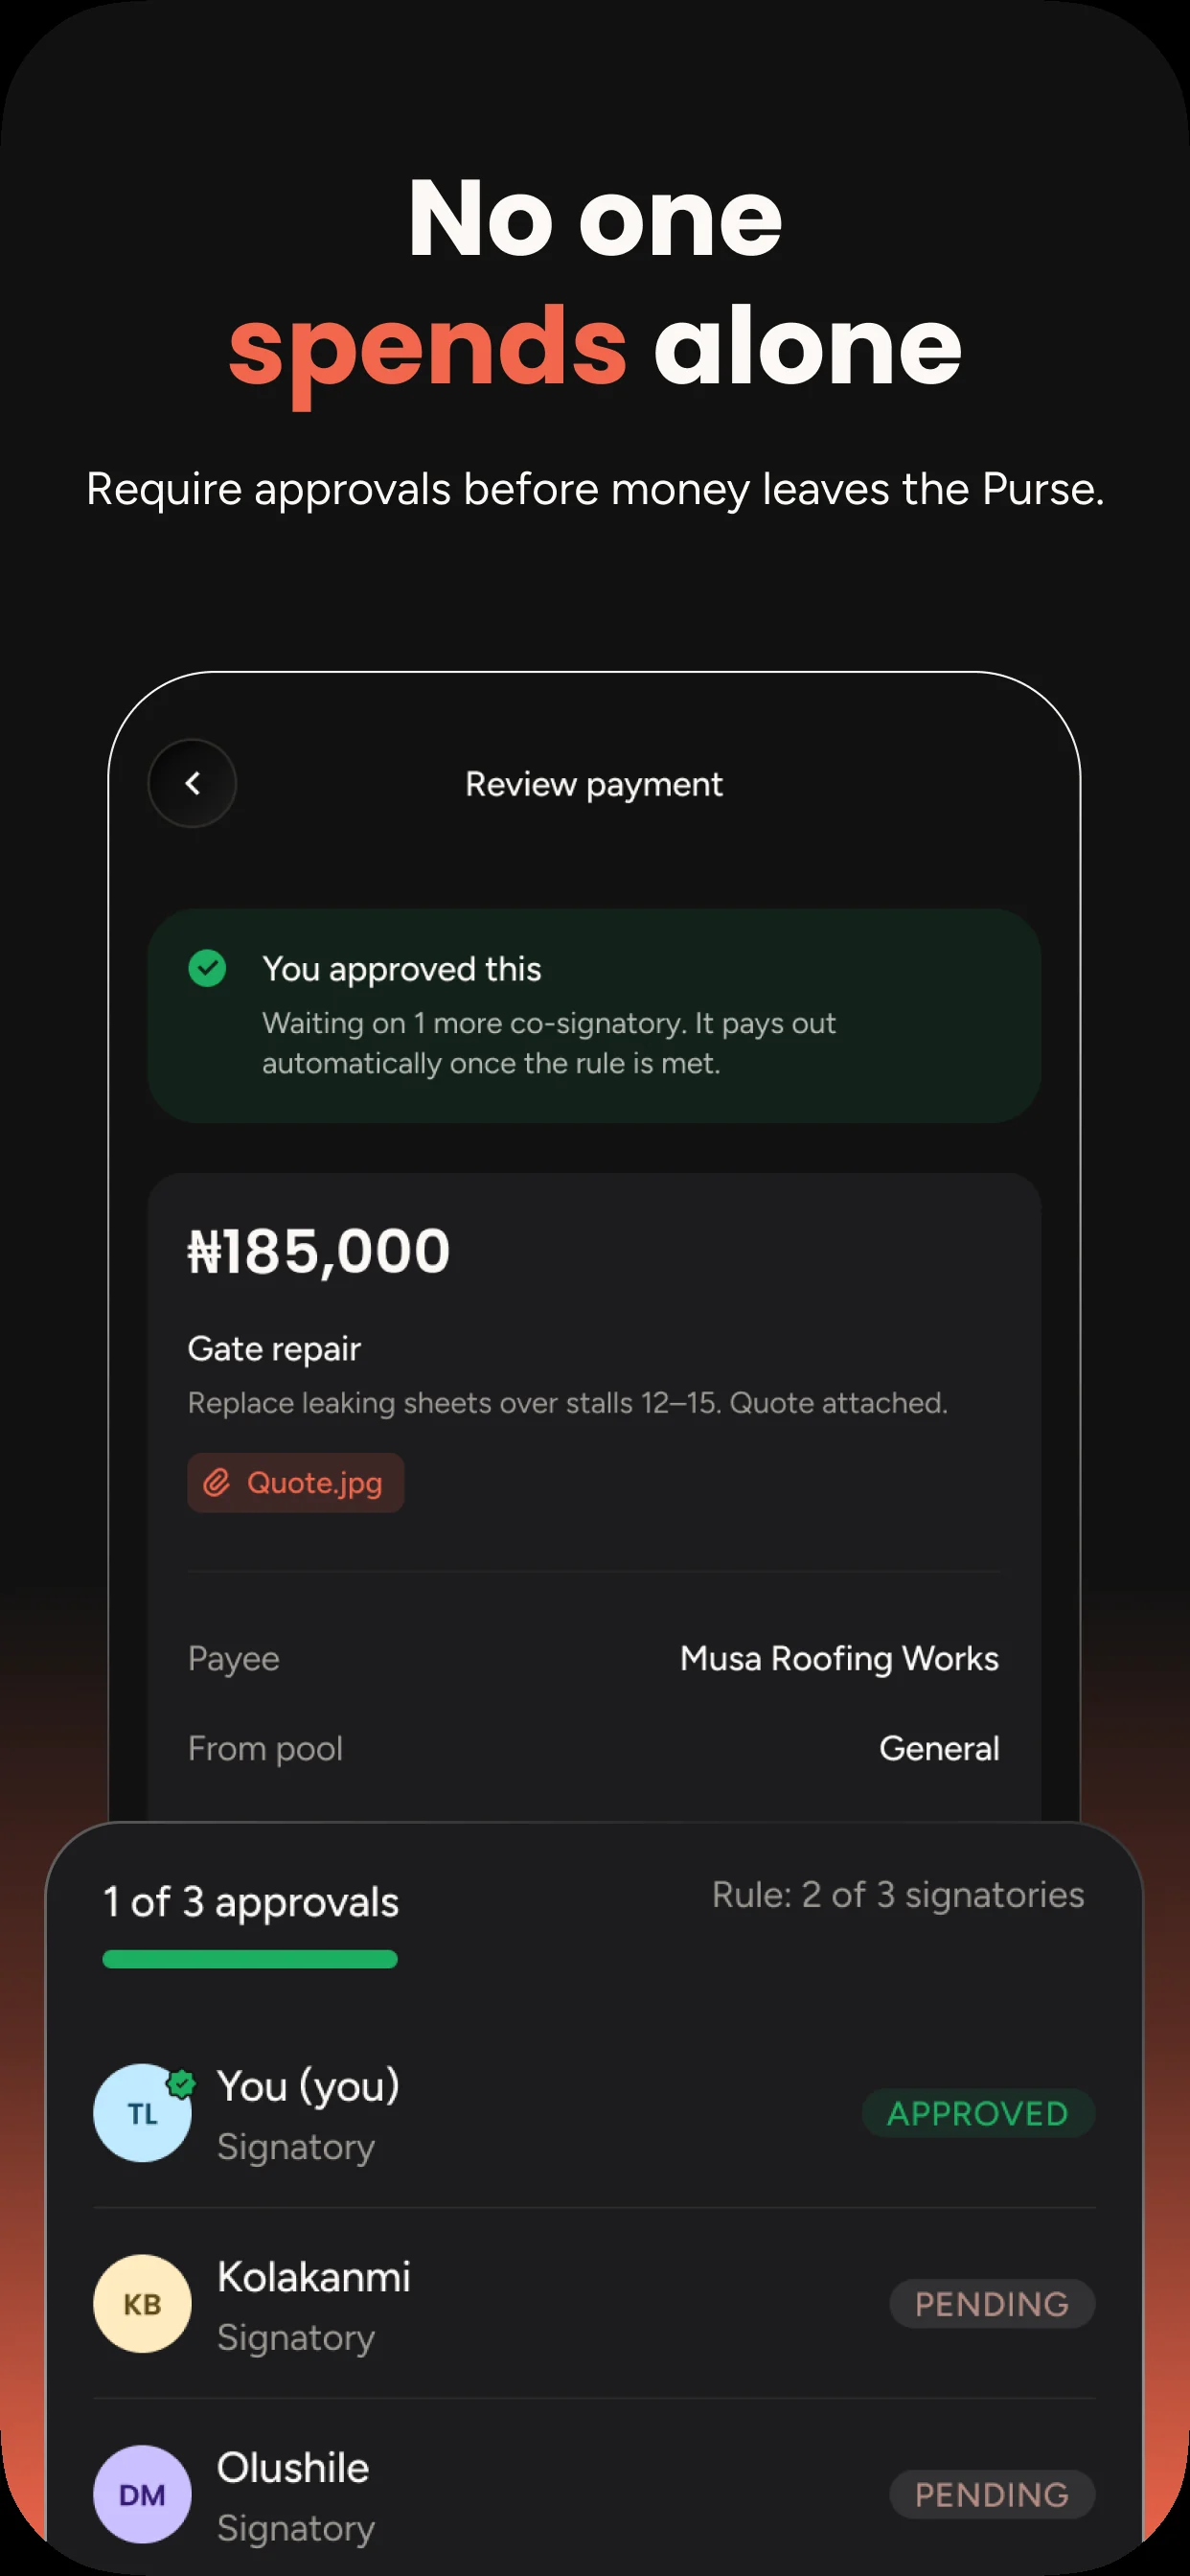 No one
spends alone
Require approvals before money leaves the Purse.
Review payment
You approved this
Waiting on 1 more co-signatory. It pays out
automatically once the rule is met.
₦185,000
Gate repair
Replace leaking sheets over stalls 12–15. Quote attached.
Quote.jpg
Payee Musa Roofing Works
From pool General
1 of 3 approvals Rule: 2 of 3 signatories
TL You (you) APPROVED
Signatory
KB Kolakanmi PENDING
Signatory
DM Olushile PENDING
Signatory